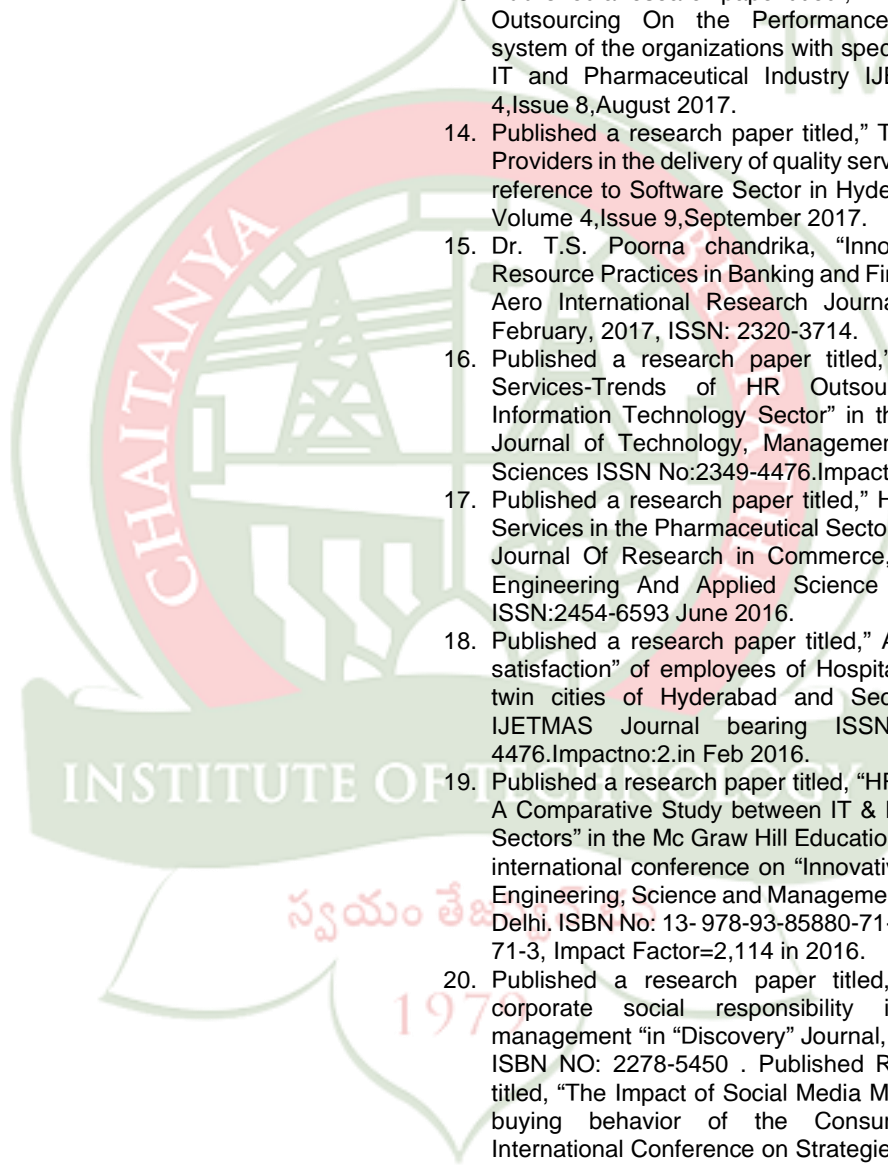 Outsourcing On the Performance
system of the organizations with spec
IT and Pharmaceutical Industry IJE
4,Issue 8,August 2017.
14. Published a research paper titled,” T
Providers in the delivery of quality serv
reference to Software Sector in Hyde
Volume 4,Issue 9,September 2017.
15. Dr. T.S. Poorna chandrika, “Inno
Resource Practices in Banking and Fin
Aero International Research Journa
February, 2017, ISSN: 2320-3714.
16. Published a research paper titled,”
Services-Trends of HR Outsou
Information Technology Sector” in th
Journal of Technology, Managemen
Sciences ISSN No:2349-4476.Impact
17. Published a research paper titled,” H
Services in the Pharmaceutical Secto
Journal Of Research in Commerce,
Engineering And Applied Science
ISSN:2454-6593 June 2016.
18. Published a research paper titled,” A
satisfaction” of employees of Hospita
twin cities of Hyderabad and Sec
IJETMAS Journal bearing ISSN
4476.Impactno:2.in Feb 2016.
19. Published a research paper titled, “HR
A Comparative Study between IT &
Sectors” in the Mc Graw Hill Educatio
international conference on “Innovativ
Engineering, Science and Manageme
Delhi. ISBN No: 13- 978-93-85880-71-
71-3, Impact Factor=2,114 in 2016.
20. Published a research paper titled,
corporate social responsibility i
management “in “Discovery” Journal,
ISBN NO: 2278-5450 . Published R
titled, “The Impact of Social Media M
buying behavior of the Consu
International Conference on Strategie
CHAITANYA BHARATHI
INSTITUTE OF TECHNOLOGY
స్వయం తేజస్విన్ భవ
1979